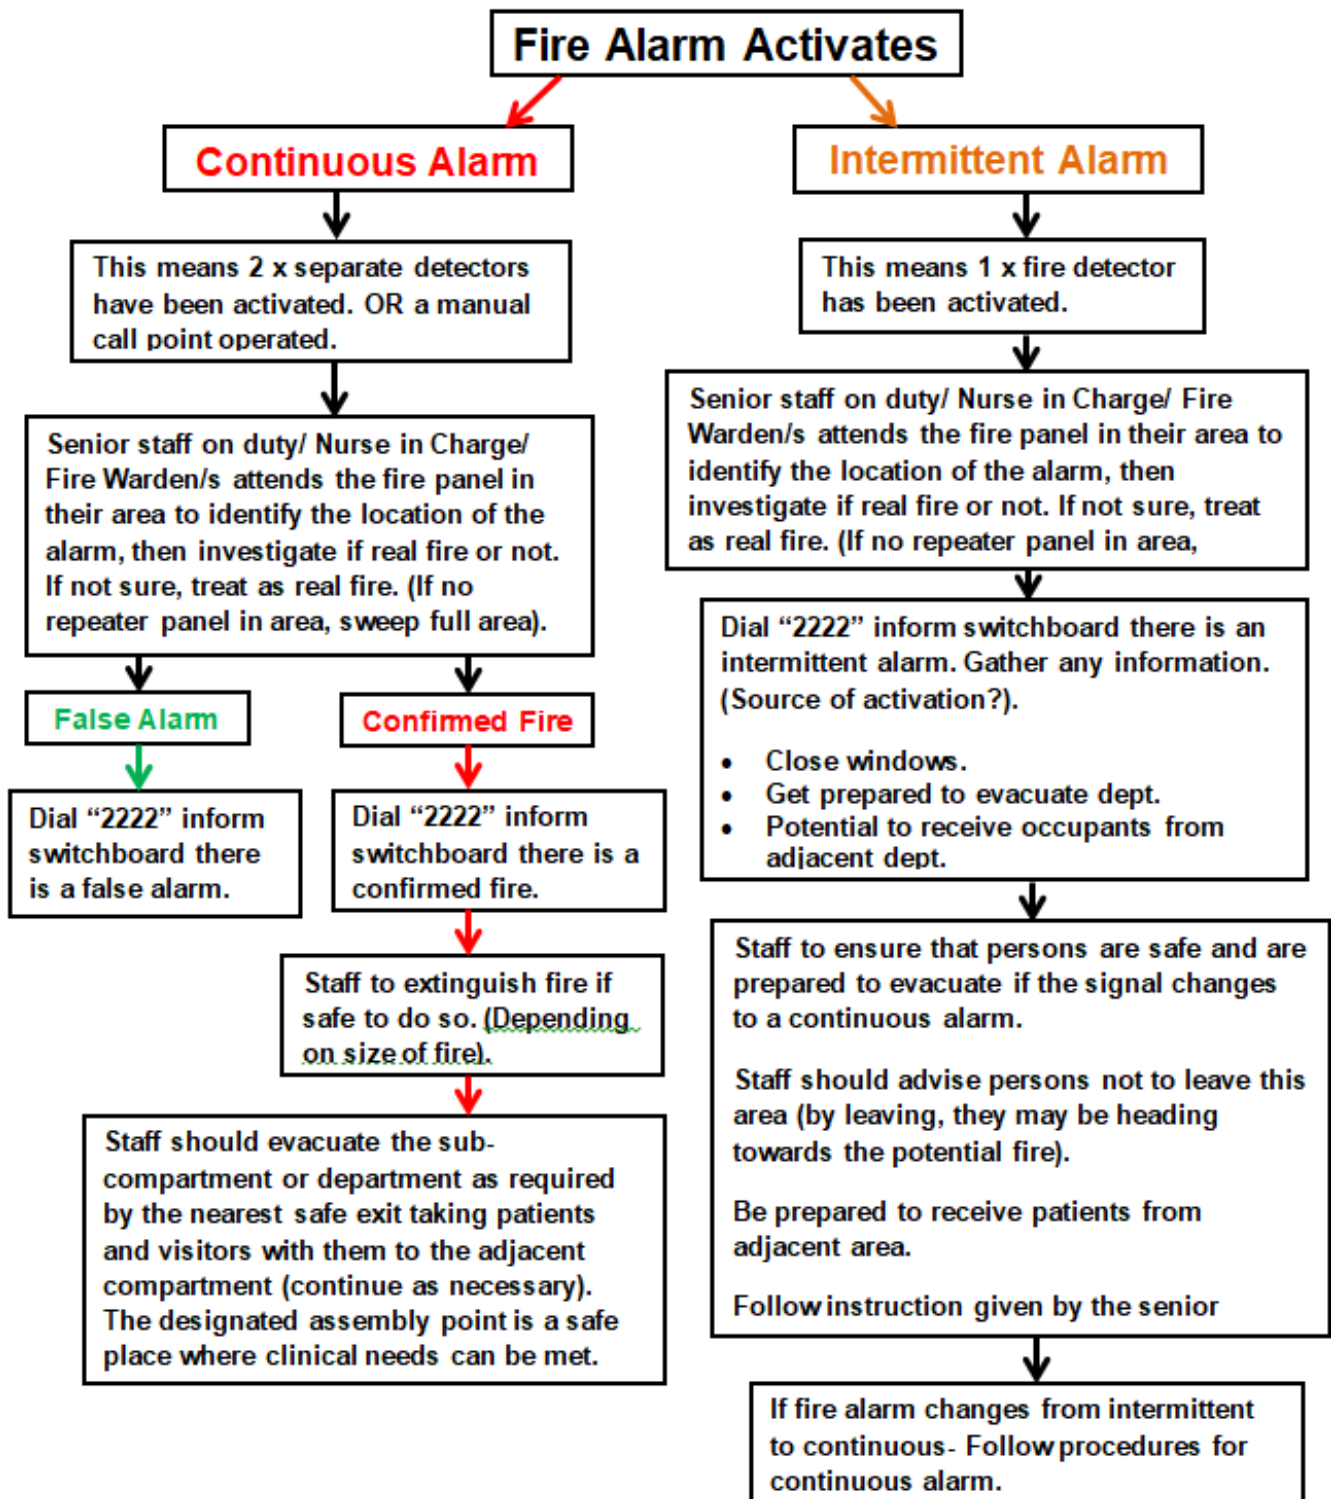 Fire Alarm Activates
Continuous Alarm
This means 2 x separate detectors
have been activated. OR a manual
call point operated.
Senior staff on duty/ Nurse in Charge/
Fire Warden/s attends the fire panel in
their area to identify the location of the
alarm, then investigate if real fire or not.
If not sure, treat as real fire. (If no
repeater panel in area, sweep full area).
False Alarm
Dial “2222” inform
switchboard there
is a false alarm.
Confirmed Fire
Dial “2222” inform
switchboard there is a
confirmed fire.
Staff to extinguish fire if
safe to do so. (Depending
on size of fire).
Staff should evacuate the sub-
compartment or department as required
by the nearest safe exit taking patients
and visitors with them to the adjacent
compartment (continue as necessary).
The designated assembly point is a safe
place where clinical needs can be met.
Intermittent Alarm
This means 1 x fire detector
has been activated.
Senior staff on duty/ Nurse in Charge/ Fire
Warden/s attends the fire panel in their area to
identify the location of the alarm, then
investigate if real fire or not. If not sure, treat
as real fire. (If no repeater panel in area,
Dial “2222” inform switchboard there is an
intermittent alarm. Gather any information.
(Source of activation?).
• Close windows.
• Get prepared to evacuate dept.
• Potential to receive occupants from
adjacent dept.
Staff to ensure that persons are safe and are
prepared to evacuate if the signal changes
to a continuous alarm.
Staff should advise persons not to leave this
area (by leaving, they may be heading
towards the potential fire).
Be prepared to receive patients from
adjacent area.
Follow instruction given by the senior
If fire alarm changes from intermittent
to continuous- Follow procedures for
continuous alarm.